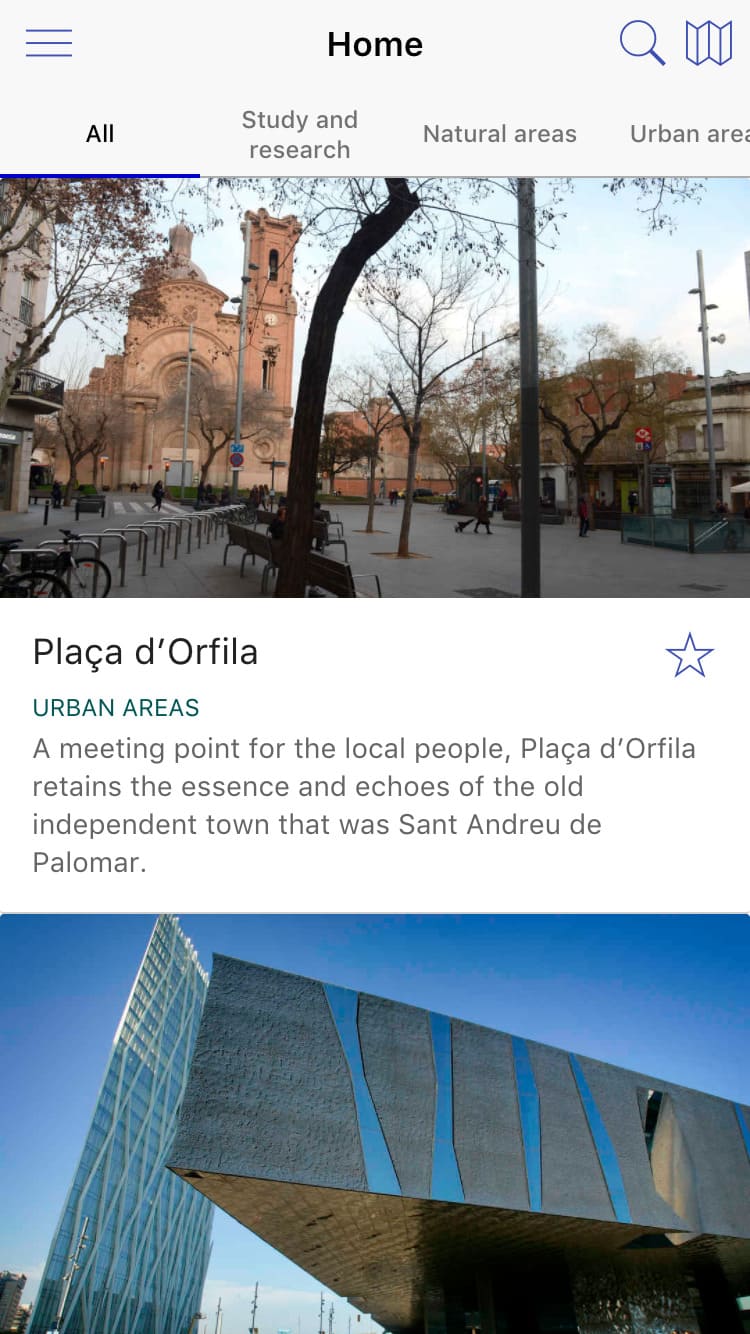 Home
All
Study and
research
Natural areas
Urban area
Plaça d’Orfila
URBAN AREAS
A meeting point for the local people, Plaça d’Orfila
retains the essence and echoes of the old
independent town that was Sant Andreu de
Palomar.